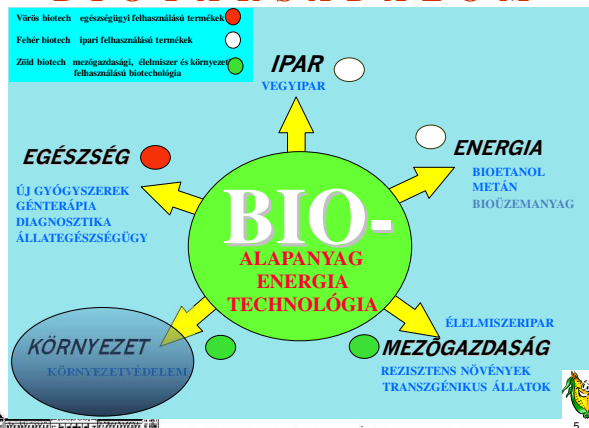 B I O T Á R S A D A L O M
Vörös biotech egészségügyi felhasználású termékek
Fehér biotech ipari felhasználású termékek
Zöld biotech mezőgazdasági, élelmiszer és környezet
felhasználású biotechológia
IPAR
VEGYIPAR
EGÉSZSÉG
ÚJ GYÓGYSZEREK
GÉNTERÁPIA
DIAGNOSZTIKA
ÁLLATEGÉSZSÉGÜGY
ENERGIA
BIOETANOL
METÁN
BIOÜZEMANYAG
BIO-
ALAPANYAG
ENERGIA
TECHNOLÓGIA
KÖRNYEZET
KÖRNYEZETVÉDELEM
ÉLELMISZERIPAR
MEZŐGAZDASÁG
REZISZTENS NÖVÉNYEK
TRANSZGÉNIKUS ÁLLATOK
5